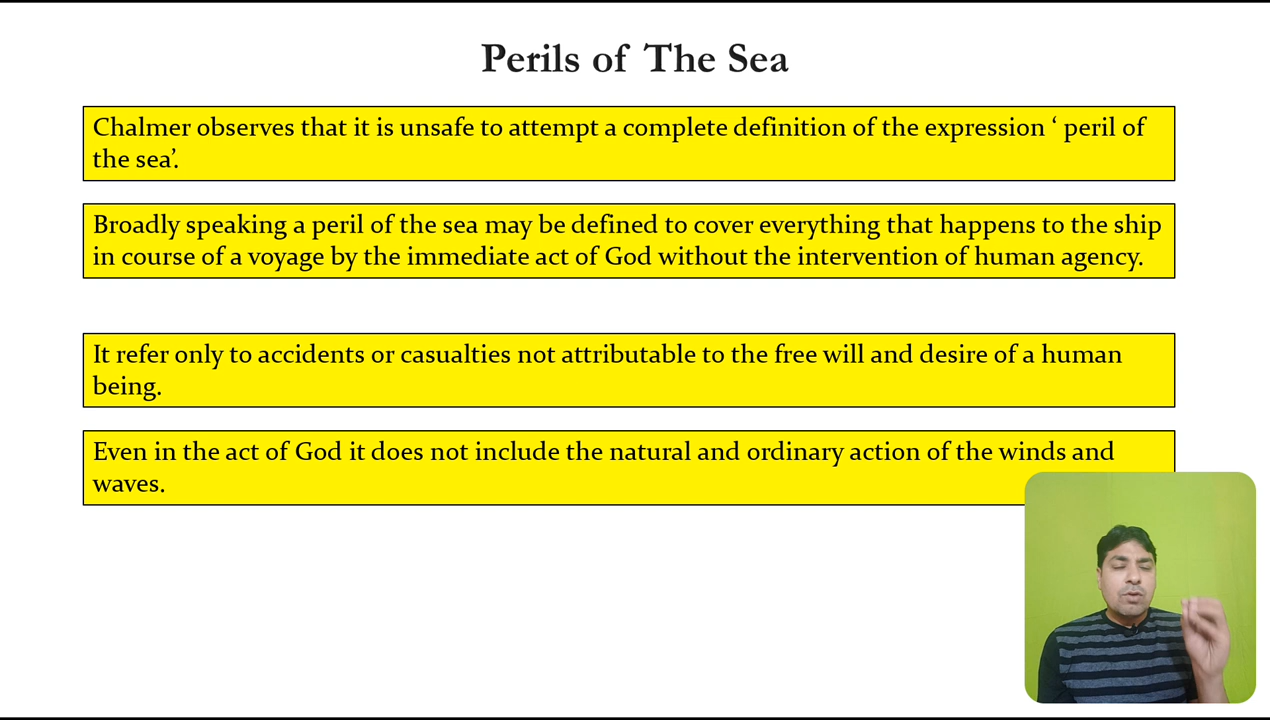 Perils of The Sea
Chalmer observes that it is unsafe to attempt a complete definition of the expression ‘ peril of
the sea’.
Broadly speaking a peril of the sea may be defined to cover everything that happens to the ship
in course of a voyage by the immediate act of God without the intervention of human agency.
It refer only to accidents or casualties not attributable to the free will and desire of a human
being.
Even in the act of God it does not include the natural and ordinary action of the winds and
waves.